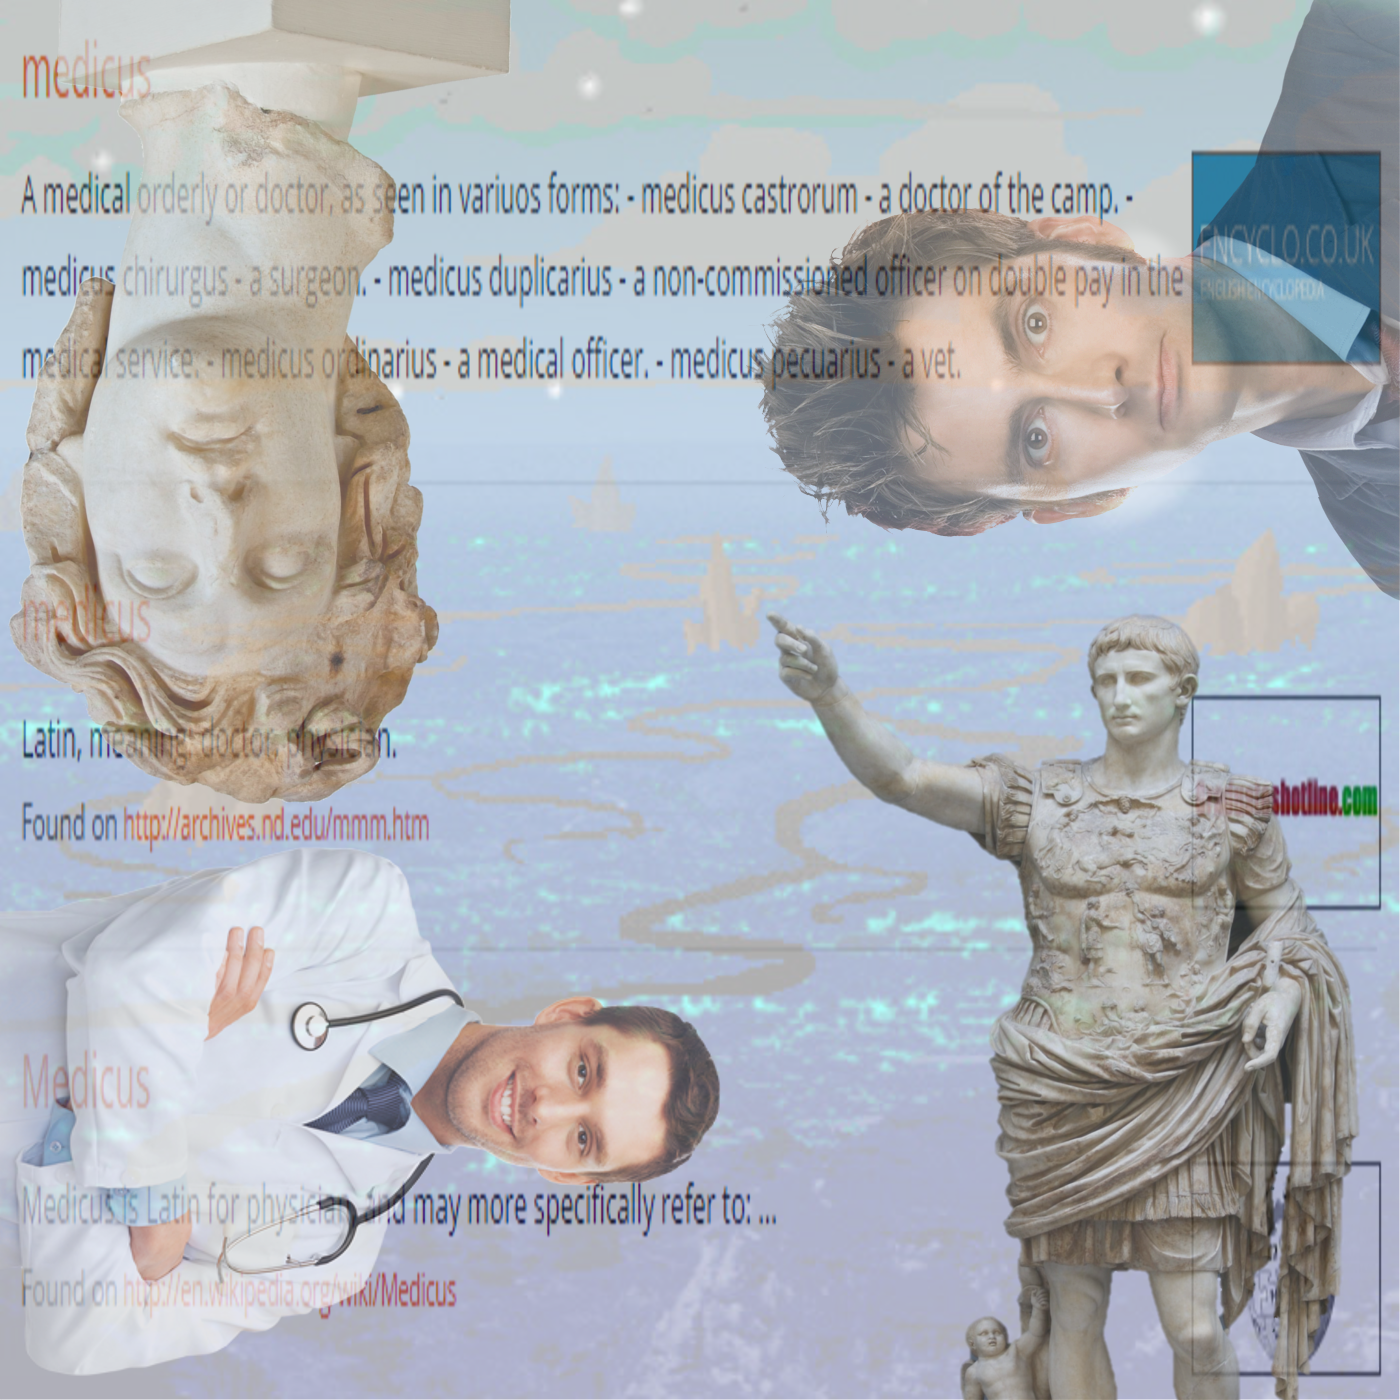 medicus
A medical orderly or doctor, as seen in variuos forms: - medicus castrorum - a doctor of the camp. -
medicus chirurgus - a surgeon. - medicus duplicarius - a non-commissioned officer on double pay in the
medical service. - medicus ordinarius - a medical officer. - medicus pecuarius - a vet.
ENCYCLO.CO.UK
ENGLISH ENCYCLOPEDIA
medicus
Latin, meaning: doctor, physician.
Found on http://archives.nd.edu/mmm.htm
Medicus
Medicus is Latin for physician, and may more specifically refer to: ...
Found on http://en.wikipedia.org/wiki/Medicus